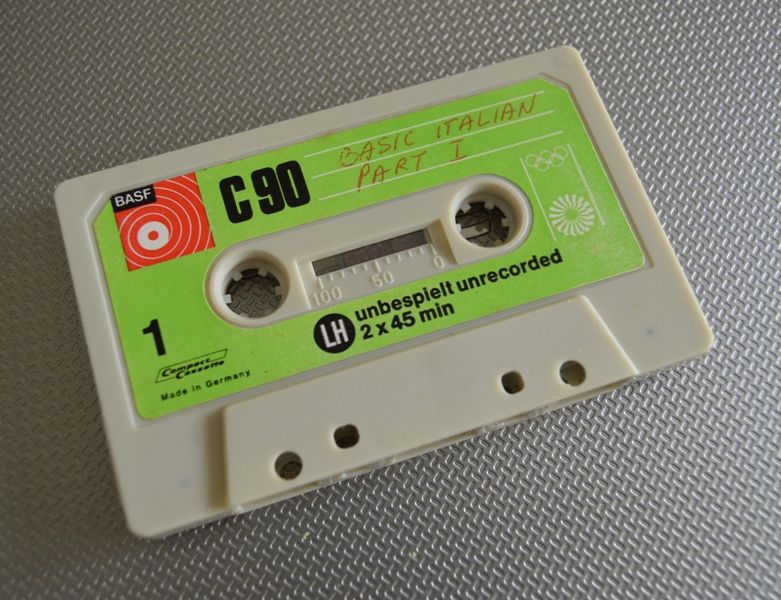 BASIC ITALIAN
PART I
BASF
C90
100 50 0
LH
unbespielt unrecorded
2 x 45 min
1
Compact
Cassette
Made in Germany